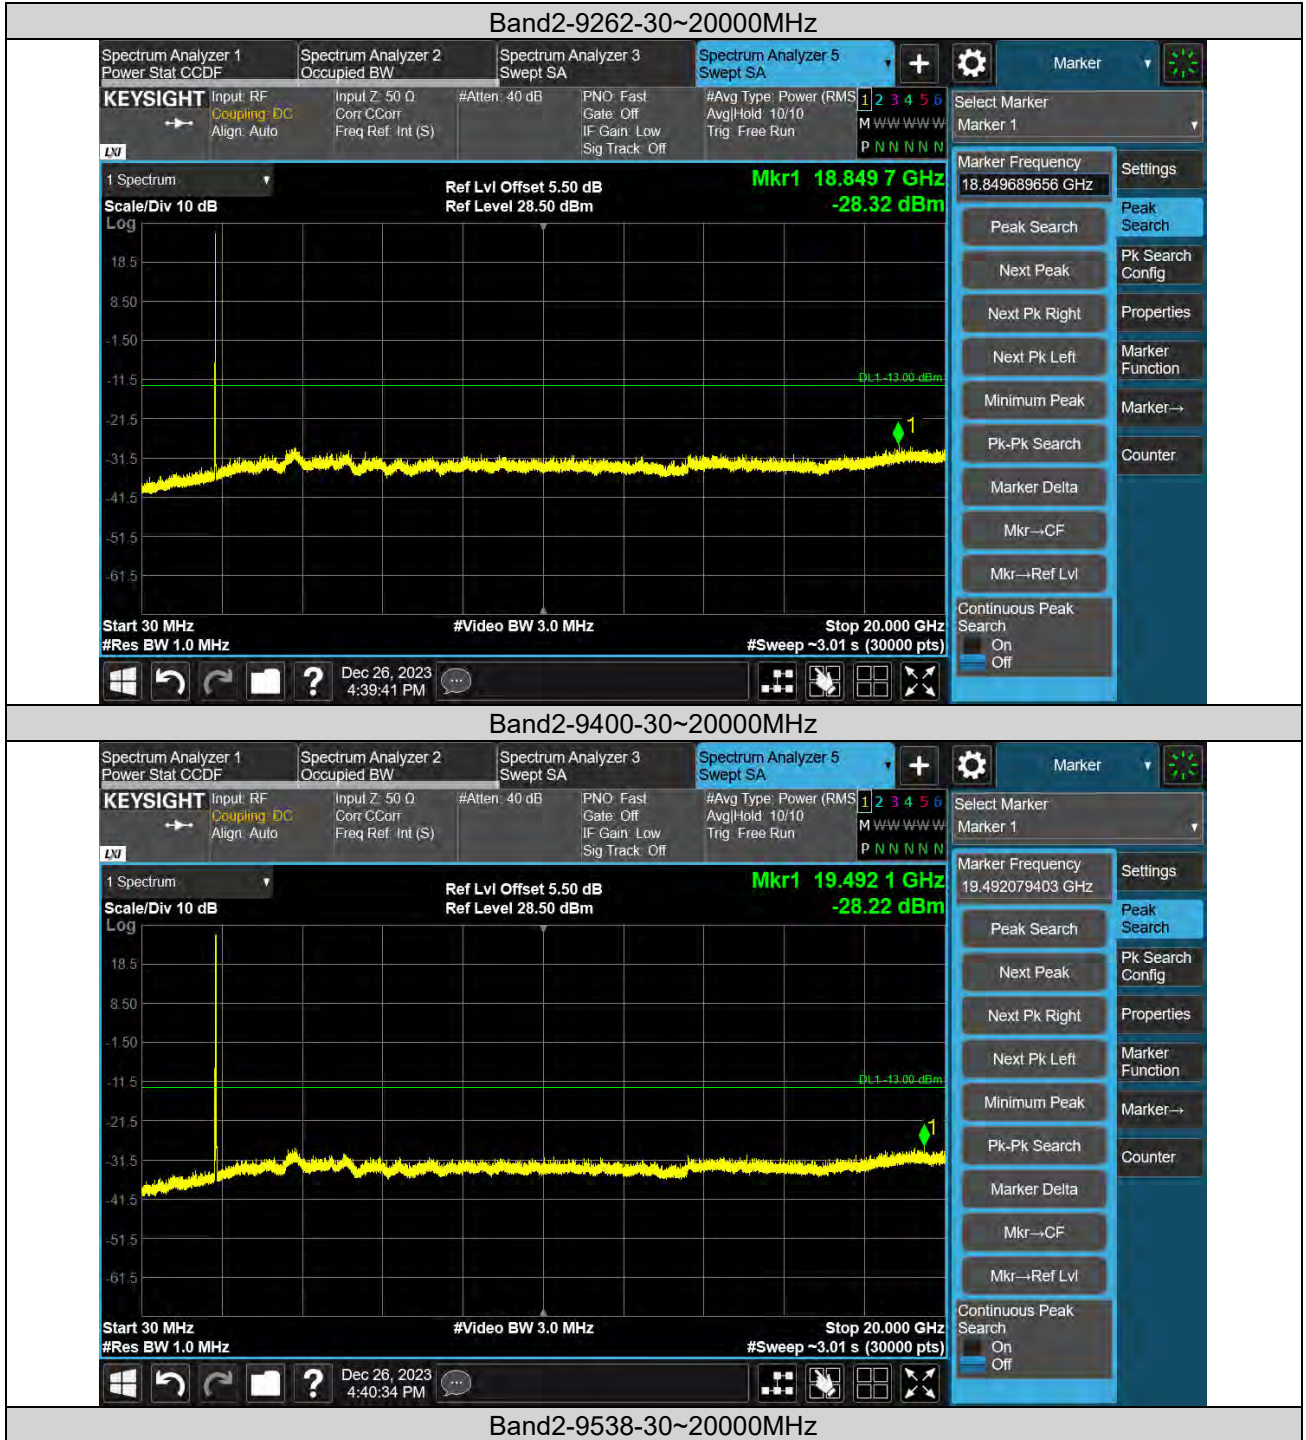 Band2-9262-30~20000MHz
Spectrum Analyzer 1 Spectrum Analyzer 2 Spectrum Analyzer 3 Spectrum Analyzer 5 Marker
Power Stat CCDF Occupied BW Swept SA Swept SA
KEYSIGHT Input: RF Input Z: 50 Ω #Atten: 40 dB PNO: Fast #Avg Type: Power (RMS 1 2 3 4 5 6 Select Marker
Coupling: DC Corr CCorr Gate: Off Avg|Hold: 10/10 M W W W W W Marker 1
Align: Auto Freq Ref: Int (S) IF Gain: Low Trig: Free Run
LXI Sig Track: Off P N N N N N
1 Spectrum Ref Lvl Offset 5.50 dB Mkr1 18.849 7 GHz Marker Frequency Settings
Scale/Div 10 dB Ref Level 28.50 dBm -28.32 dBm 18.849689656 GHz
Log Peak Search Peak Search
18.5 Next Peak Pk Search Config
8.50 Next Pk Right Properties
-1.50 Next Pk Left Marker Function
-11.5 DL1 -13.00 dBm Minimum Peak Marker→
-21.5 1 Pk-Pk Search Counter
-31.5 Marker Delta
-41.5
-51.5 Mkr→CF
-61.5 Mkr→Ref Lvl
Continuous Peak
Start 30 MHz #Video BW 3.0 MHz Stop 20.000 GHz Search
#Res BW 1.0 MHz #Sweep ~3.01 s (30000 pts) On
Off
? Dec 26, 2023
4:39:41 PM
Band2-9400-30~20000MHz
Spectrum Analyzer 1 Spectrum Analyzer 2 Spectrum Analyzer 3 Spectrum Analyzer 5 Marker
Power Stat CCDF Occupied BW Swept SA Swept SA
KEYSIGHT Input: RF Input Z: 50 Ω #Atten: 40 dB PNO: Fast #Avg Type: Power (RMS 1 2 3 4 5 6 Select Marker
Coupling: DC Corr CCorr Gate: Off Avg|Hold: 10/10 M W W W W W Marker 1
Align: Auto Freq Ref: Int (S) IF Gain: Low Trig: Free Run
LXI Sig Track: Off P N N N N N
1 Spectrum Ref Lvl Offset 5.50 dB Mkr1 19.492 1 GHz Marker Frequency Settings
Scale/Div 10 dB Ref Level 28.50 dBm -28.22 dBm 19.492079403 GHz
Log Peak Search Peak Search
18.5 Next Peak Pk Search Config
8.50 Next Pk Right Properties
-1.50 Next Pk Left Marker Function
-11.5 DL1 -13.00 dBm Minimum Peak Marker→
-21.5 1 Pk-Pk Search Counter
-31.5 Marker Delta
-41.5
-51.5 Mkr→CF
-61.5 Mkr→Ref Lvl
Continuous Peak
Start 30 MHz #Video BW 3.0 MHz Stop 20.000 GHz Search
#Res BW 1.0 MHz #Sweep ~3.01 s (30000 pts) On
Off
? Dec 26, 2023
4:40:34 PM
Band2-9538-30~20000MHz